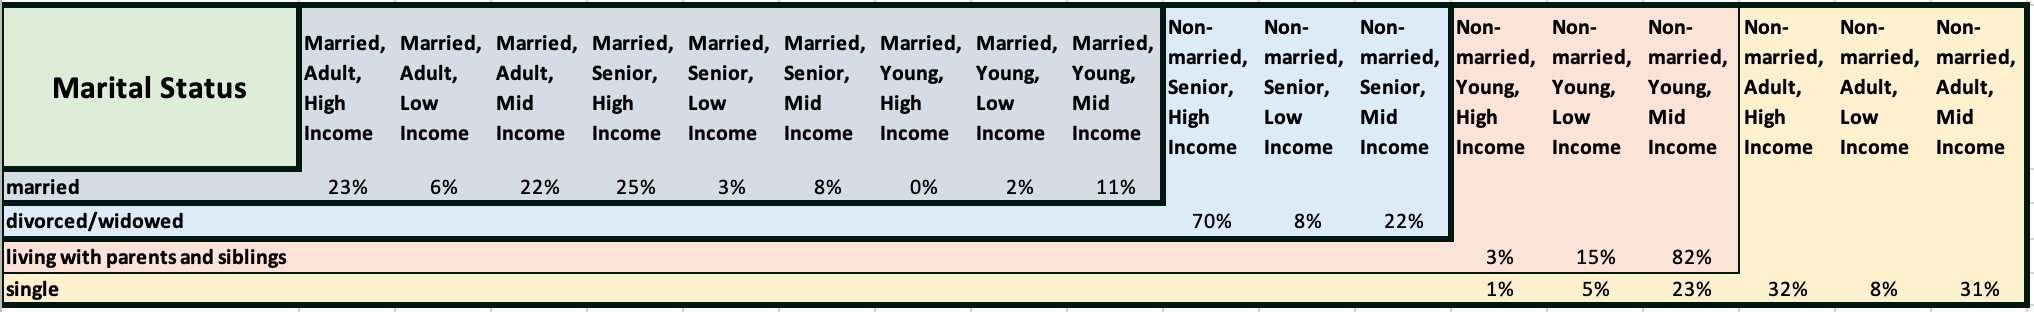 Marital Status
Married, Adult, High Income
Married, Adult, Low Income
Married, Adult, Mid Income
Married, Senior, High Income
Married, Senior, Low Income
Married, Senior, Mid Income
Married, Young, High Income
Married, Young, Low Income
Married, Young, Mid Income
Non-married, Senior, High Income
Non-married, Senior, Low Income
Non-married, Senior, Mid Income
Non-married, Young, High Income
Non-married, Young, Low Income
Non-married, Young, Mid Income
Non-married, Adult, High Income
Non-married, Adult, Low Income
Non-married, Adult, Mid Income
married 23% 6% 22% 25% 3% 8% 0% 2% 11%
divorced/widowed 70% 8% 22%
living with parents and siblings 3% 15% 82%
single 1% 5% 23% 32% 8% 31%